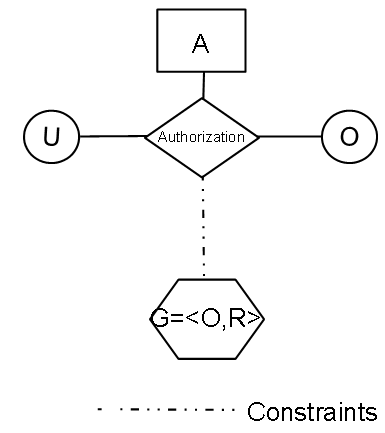 A
U
Authorization
O
G=<O,R>
Constraints